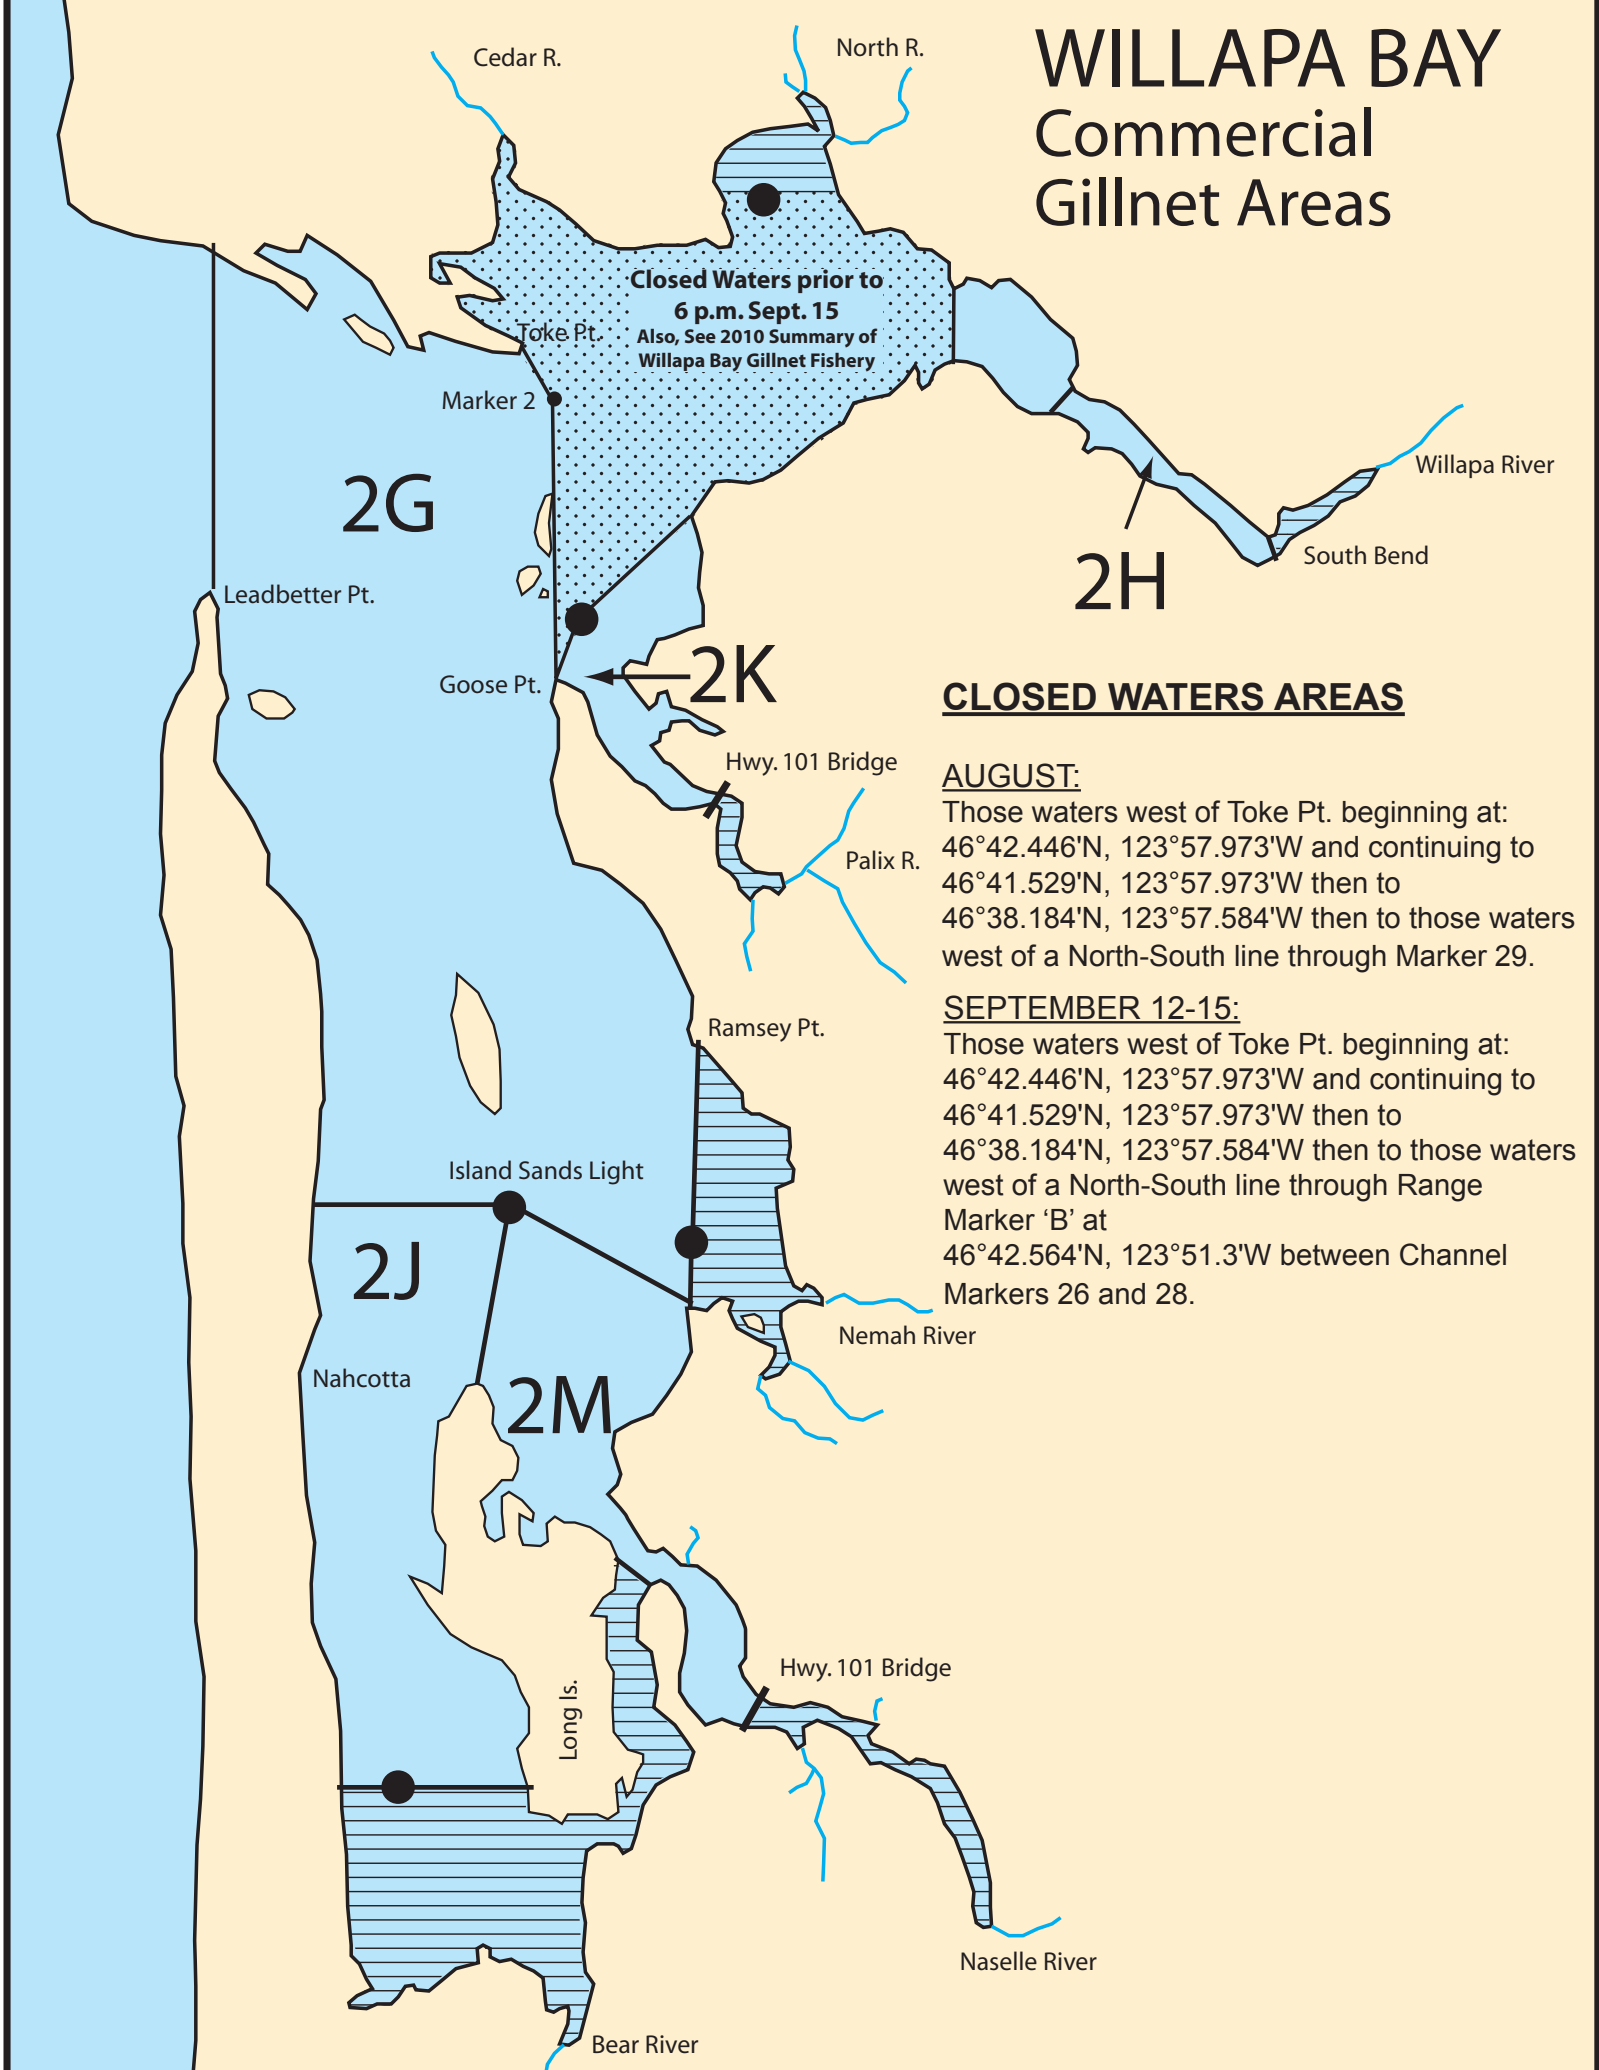 WILLAPA BAY
Commercial
Gillnet Areas
Cedar R.
North R.
Closed Waters prior to
6 p.m. Sept. 15
Also, See 2010 Summary of
Willapa Bay Gillnet Fishery
Toke Pt.
Marker 2
2G
Willapa River
South Bend
2H
Leadbetter Pt.
Goose Pt.
2K
Hwy. 101 Bridge
Palix R.
CLOSED WATERS AREAS
AUGUST:
Those waters west of Toke Pt. beginning at:
46°42.446'N, 123°57.973'W and continuing to
46°41.529'N, 123°57.973'W then to
46°38.184'N, 123°57.584'W then to those waters
west of a North-South line through Marker 29.
SEPTEMBER 12-15:
Those waters west of Toke Pt. beginning at:
46°42.446'N, 123°57.973'W and continuing to
46°41.529'N, 123°57.973'W then to
46°38.184'N, 123°57.584'W then to those waters
west of a North-South line through Range
Marker ‘B’ at
46°42.564'N, 123°51.3'W between Channel
Markers 26 and 28.
Ramsey Pt.
Island Sands Light
2J
Nemah River
Nahcotta
2M
Hwy. 101 Bridge
Long Is.
Naselle River
Bear River